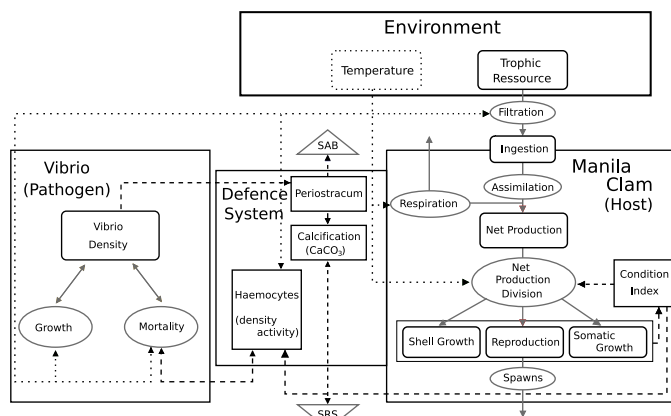 Environment
Temperature
Trophic
Ressource
Filtration
SAB
Ingestion
Vibrio
(Pathogen)
Defence
System
Periostracum
Manila
Clam
(Host)
Assimilation
Respiration
Vibrio
Density
Calcification
(CaCO3)
Net Production
Haemocytes
(density
activity)
Net
Production
Division
Condition
Index
Growth
Mortality
Shell Growth
Reproduction
Somatic
Growth
Spawns
SBS